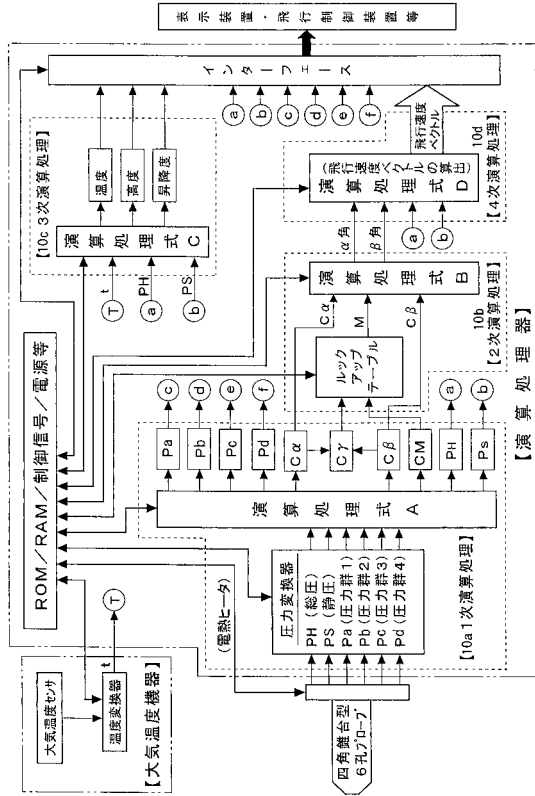 表示装置・飛行制御装置等
インターフェース
ⓐ
ⓑ
ⓒ
ⓓ
ⓔ
ⓕ
飛行速度
ベクトル
【10c 3次演算処理】
温度
高度
昇降度
演算処理式 C
t
PH
PS
Ⓣ
ⓐ
ⓑ
10d
【4次演算処理】
(飛行速度ベクトルの算出)
演算処理式 D
α角
β角
ⓐ
ⓑ
演算処理式 B
10b
【2次演算処理】
Cα
M
Cβ
ルック
アップ
テーブル
ROM/RAM/制御信号/電源等
ⓒ
ⓓ
ⓔ
ⓕ
ⓐ
ⓑ
Pa
Pb
Pc
Pd
Cα
Cγ
Cβ
CM
PH
Ps
演算処理式 A
【10a1次演算処理】
圧力変換器
PH (総圧)
PS (静圧)
Pa (圧力群1)
Pb (圧力群2)
Pc (圧力群3)
Pd (圧力群4)
(電熱ヒータ)
【演算処理器】
Ⓣ
t
大気温度センサ
温度変換器
【大気温度機器】
四角錐台型
6孔プローブ